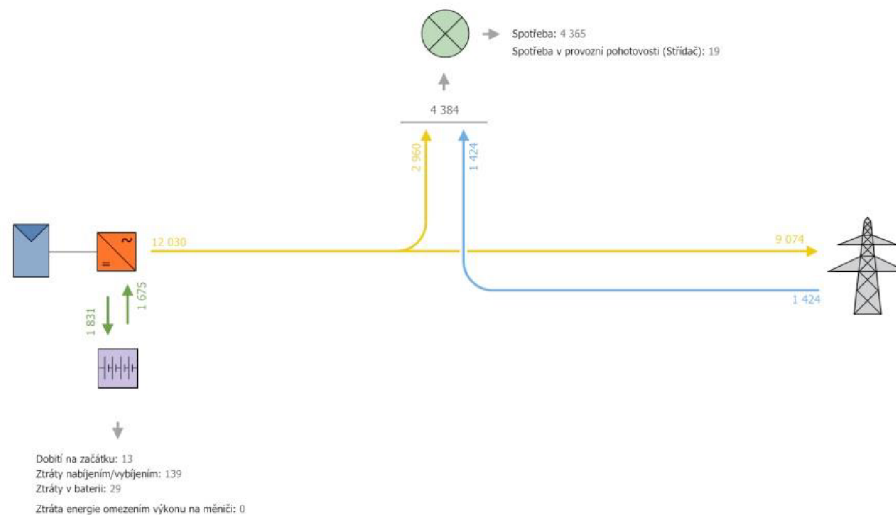 Spotřeba: 4 365
Spotřeba v provozní pohotovosti (Střídač): 19
4 384
2 960
1 424
12 030
9 074
1 424
1 831
1 675
Dobití na začátku: 13
Ztráty nabíjením/vybíjením: 139
Ztráty v baterii: 29
Ztráta energie omezením výkonu na měniči: 0